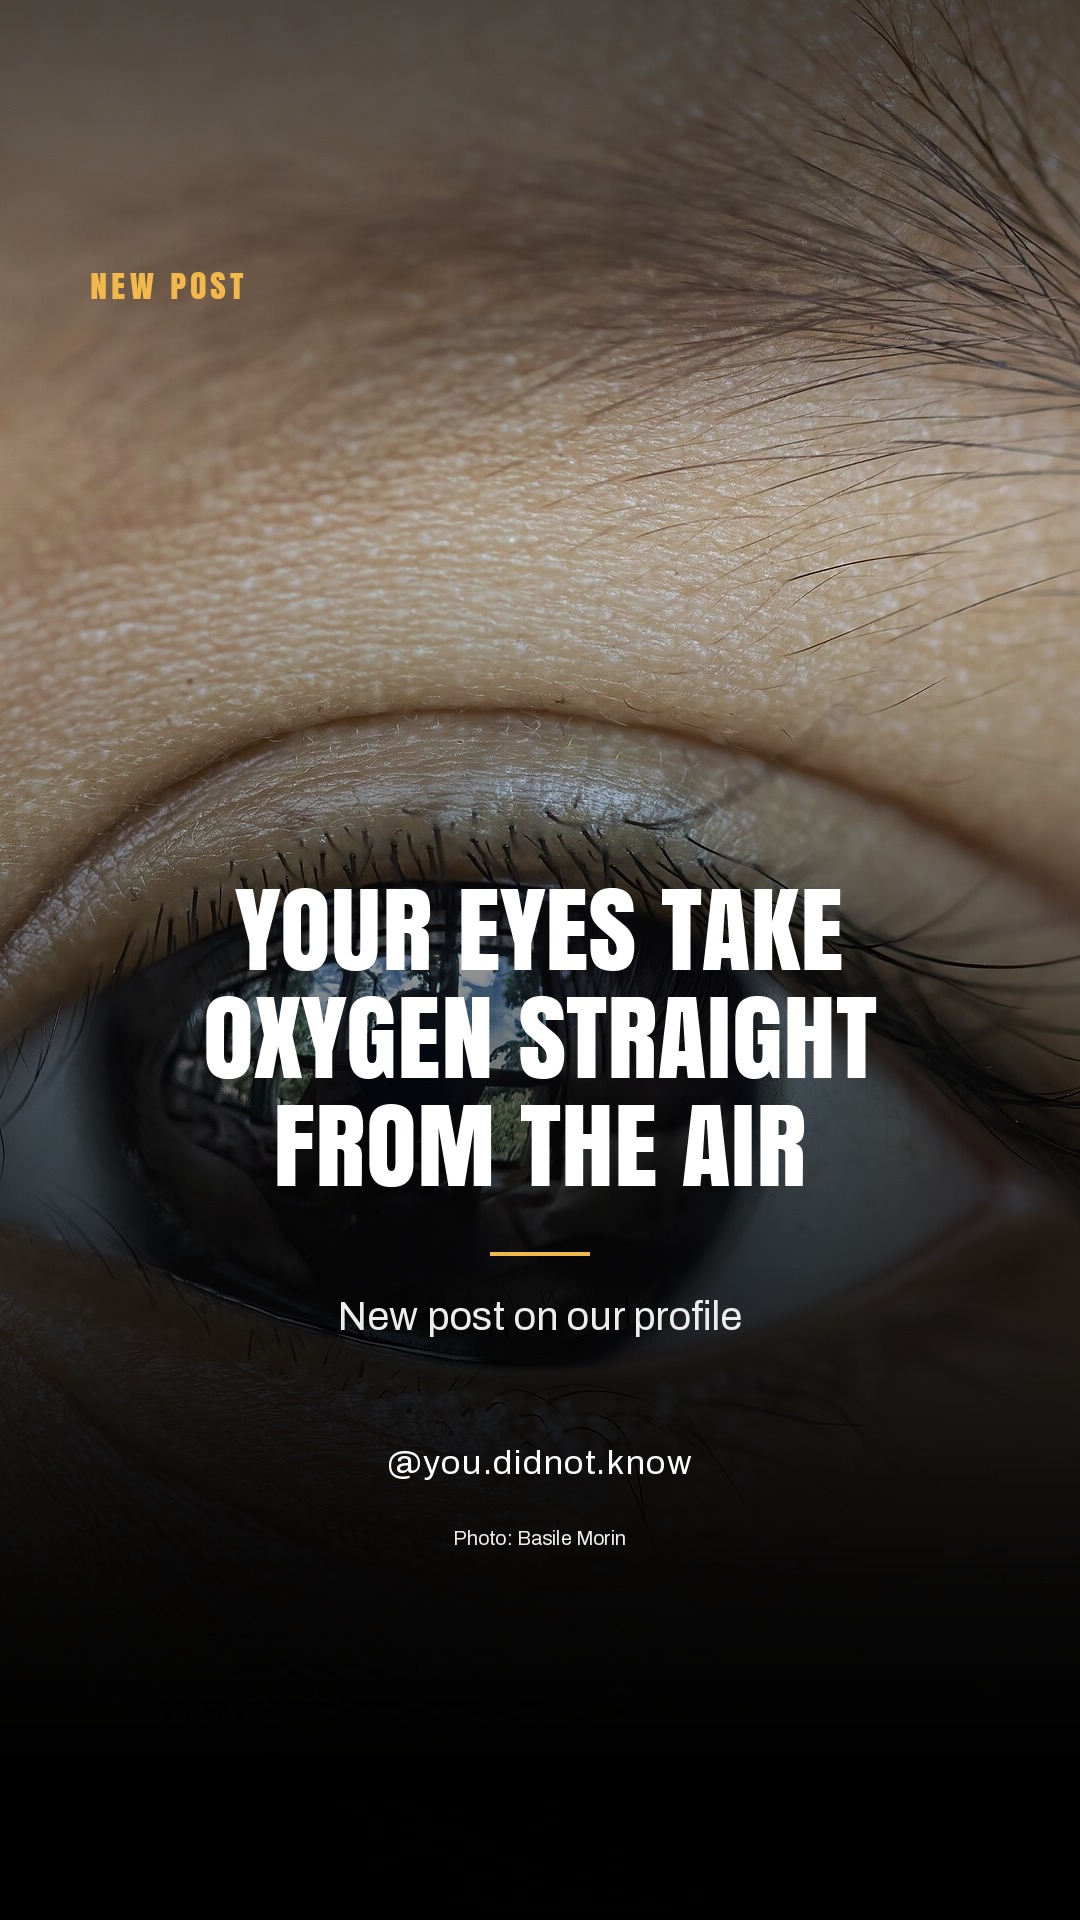 NEW POST
YOUR EYES TAKE
OXYGEN STRAIGHT
FROM THE AIR
New post on our profile
@you.didnot.know
Photo: Basile Morin